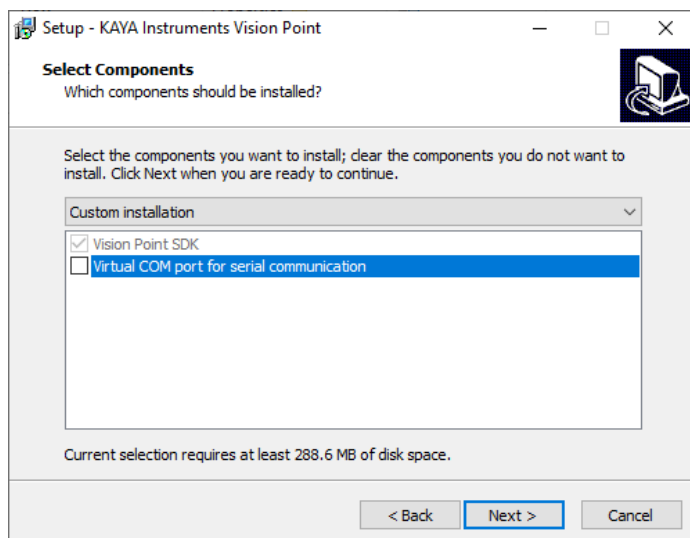 Setup - KAYA Instruments Vision Point
Select Components
Which components should be installed?
Select the components you want to install; clear the components you do not want to
install. Click Next when you are ready to continue.
Custom installation
Vision Point SDK
Virtual COM port for serial communication
Current selection requires at least 288.6 MB of disk space.
< Back Next > Cancel